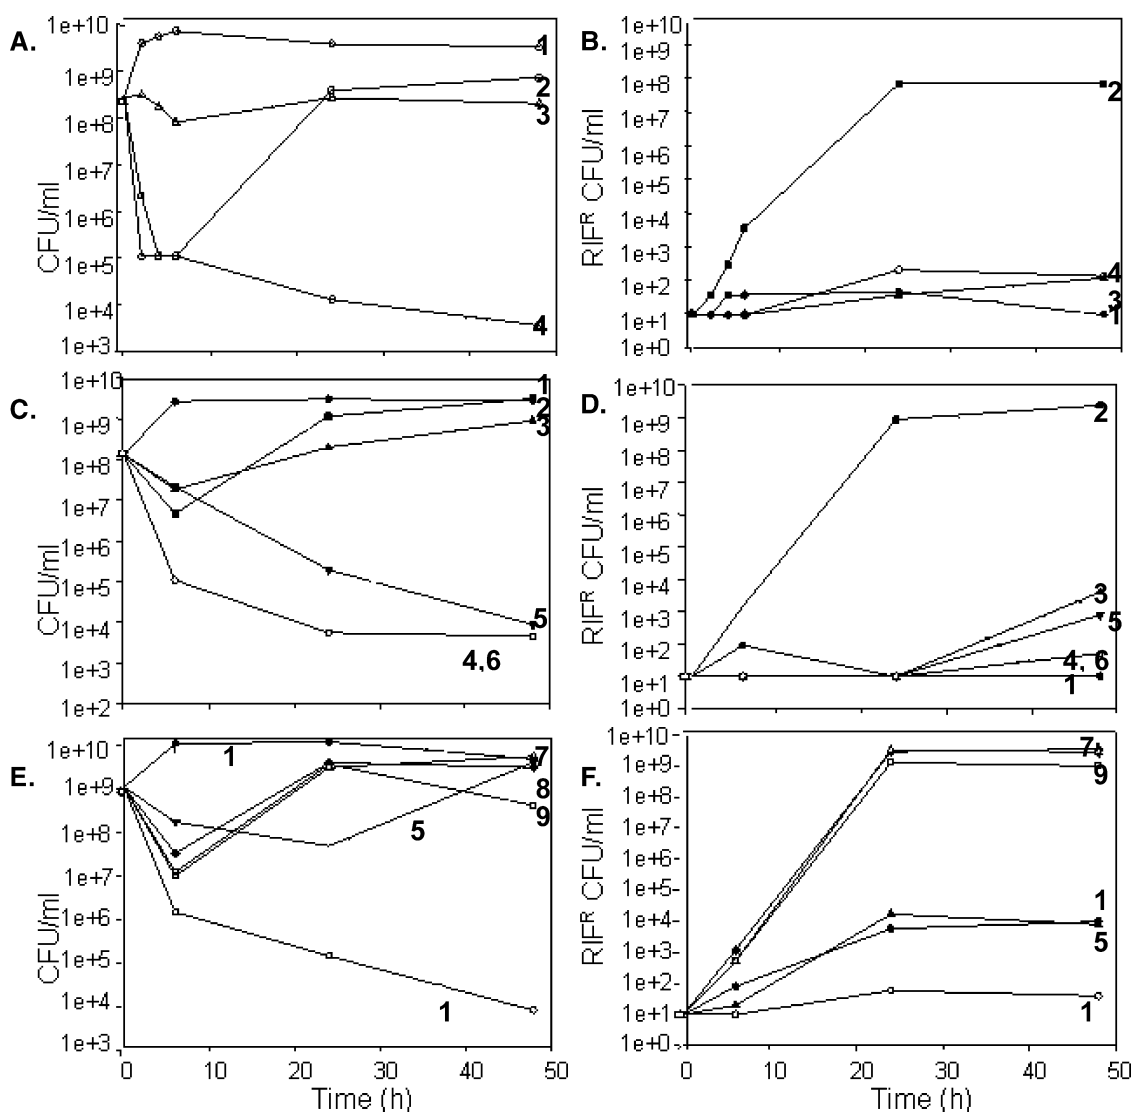 A.
1e+10
1e+9
1e+8
1e+7
1e+6
1e+5
1e+4
1e+3
CFU/ml
1
2
3
4
B.
1e+10
1e+9
1e+8
1e+7
1e+6
1e+5
1e+4
1e+3
1e+2
1e+1
1e+0
RIFᴿ CFU/ml
2
4
3
1
C.
1e+10
1e+9
1e+8
1e+7
1e+6
1e+5
1e+4
1e+3
1e+2
CFU/ml
1
2
3
5
4,6
D.
1e+10
1e+9
1e+8
1e+7
1e+6
1e+5
1e+4
1e+3
1e+2
1e+1
1e+0
RIFᴿ CFU/ml
2
3
5
4, 6
1
E.
1e+10
1e+9
1e+8
1e+7
1e+6
1e+5
1e+4
1e+3
CFU/ml
1
7
8
9
5
1
0 10 20 30 40 50
Time (h)
F.
1e+10
1e+9
1e+8
1e+7
1e+6
1e+5
1e+4
1e+3
1e+2
1e+1
1e+0
RIFᴿ CFU/ml
7
9
1
5
1
0 10 20 30 40 50
Time (h)